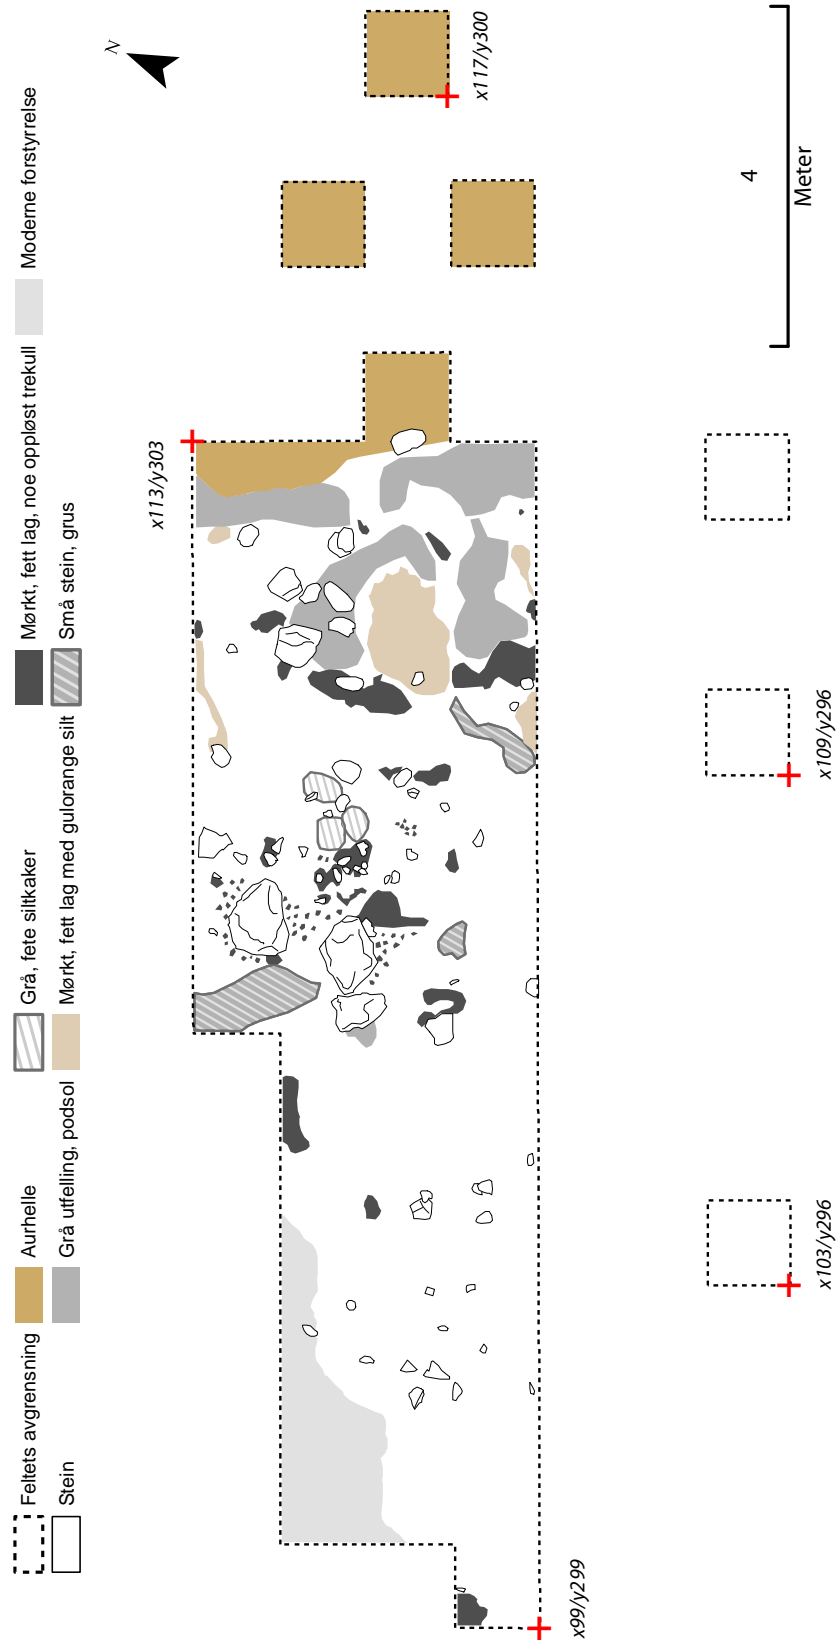 Feltets avgrensning
Aurhelle
Grå, fete siltkaker
Mørkt, fett lag, noe oppløst trekull
Moderne forstyrrelse
Stein
Grå utfelling, podsol
Mørkt, fett lag med gulorange silt
Små stein, grus
N
x113/y303
x117/y300
4
Meter
x99/y299
x103/y296
x109/y296